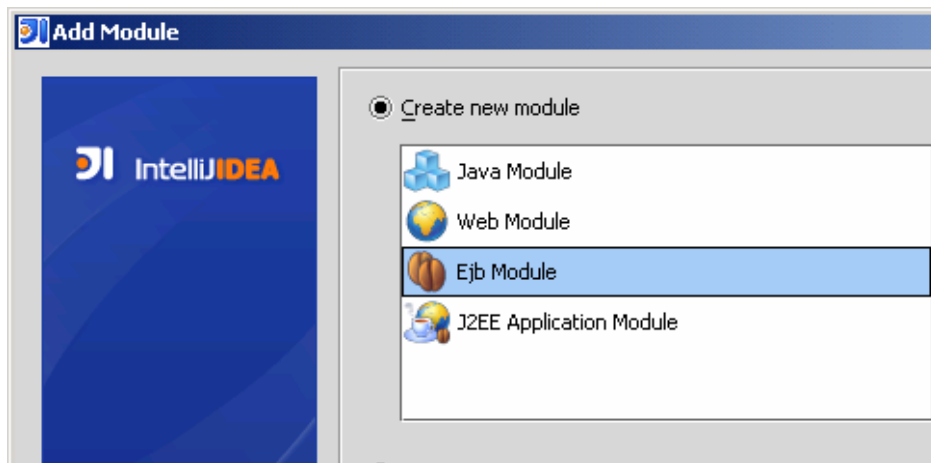 Add Module
Create new module
IntelliJIDEA
Java Module
Web Module
Ejb Module
J2EE Application Module